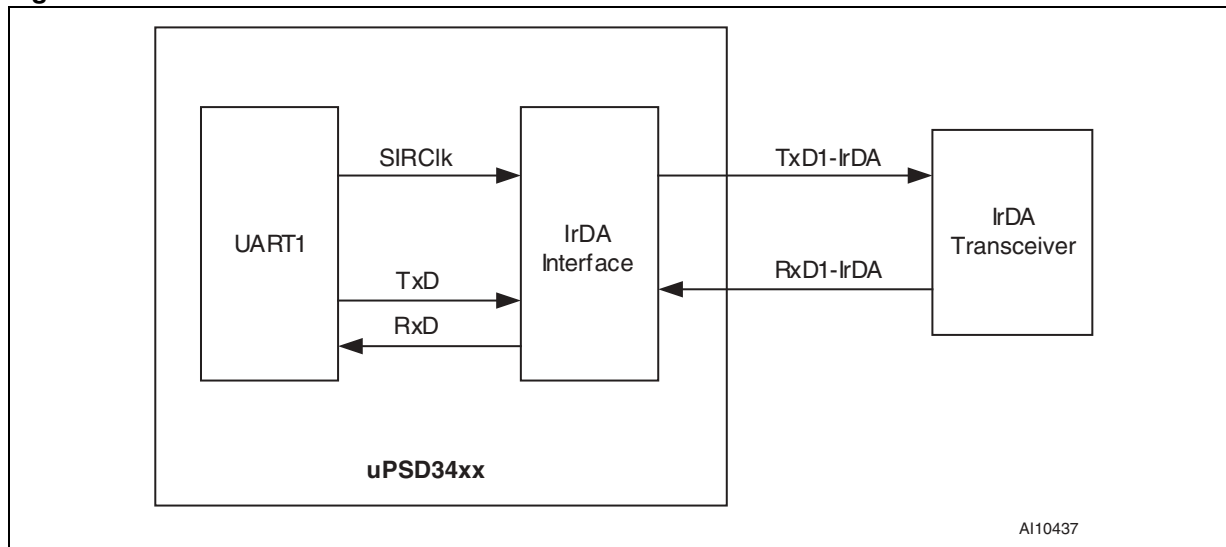 SIRClk
TxD1-IrDA
UART1
IrDA
Interface
IrDA
Transceiver
TxD
RxD1-IrDA
RxD
uPSD34xx
AI10437